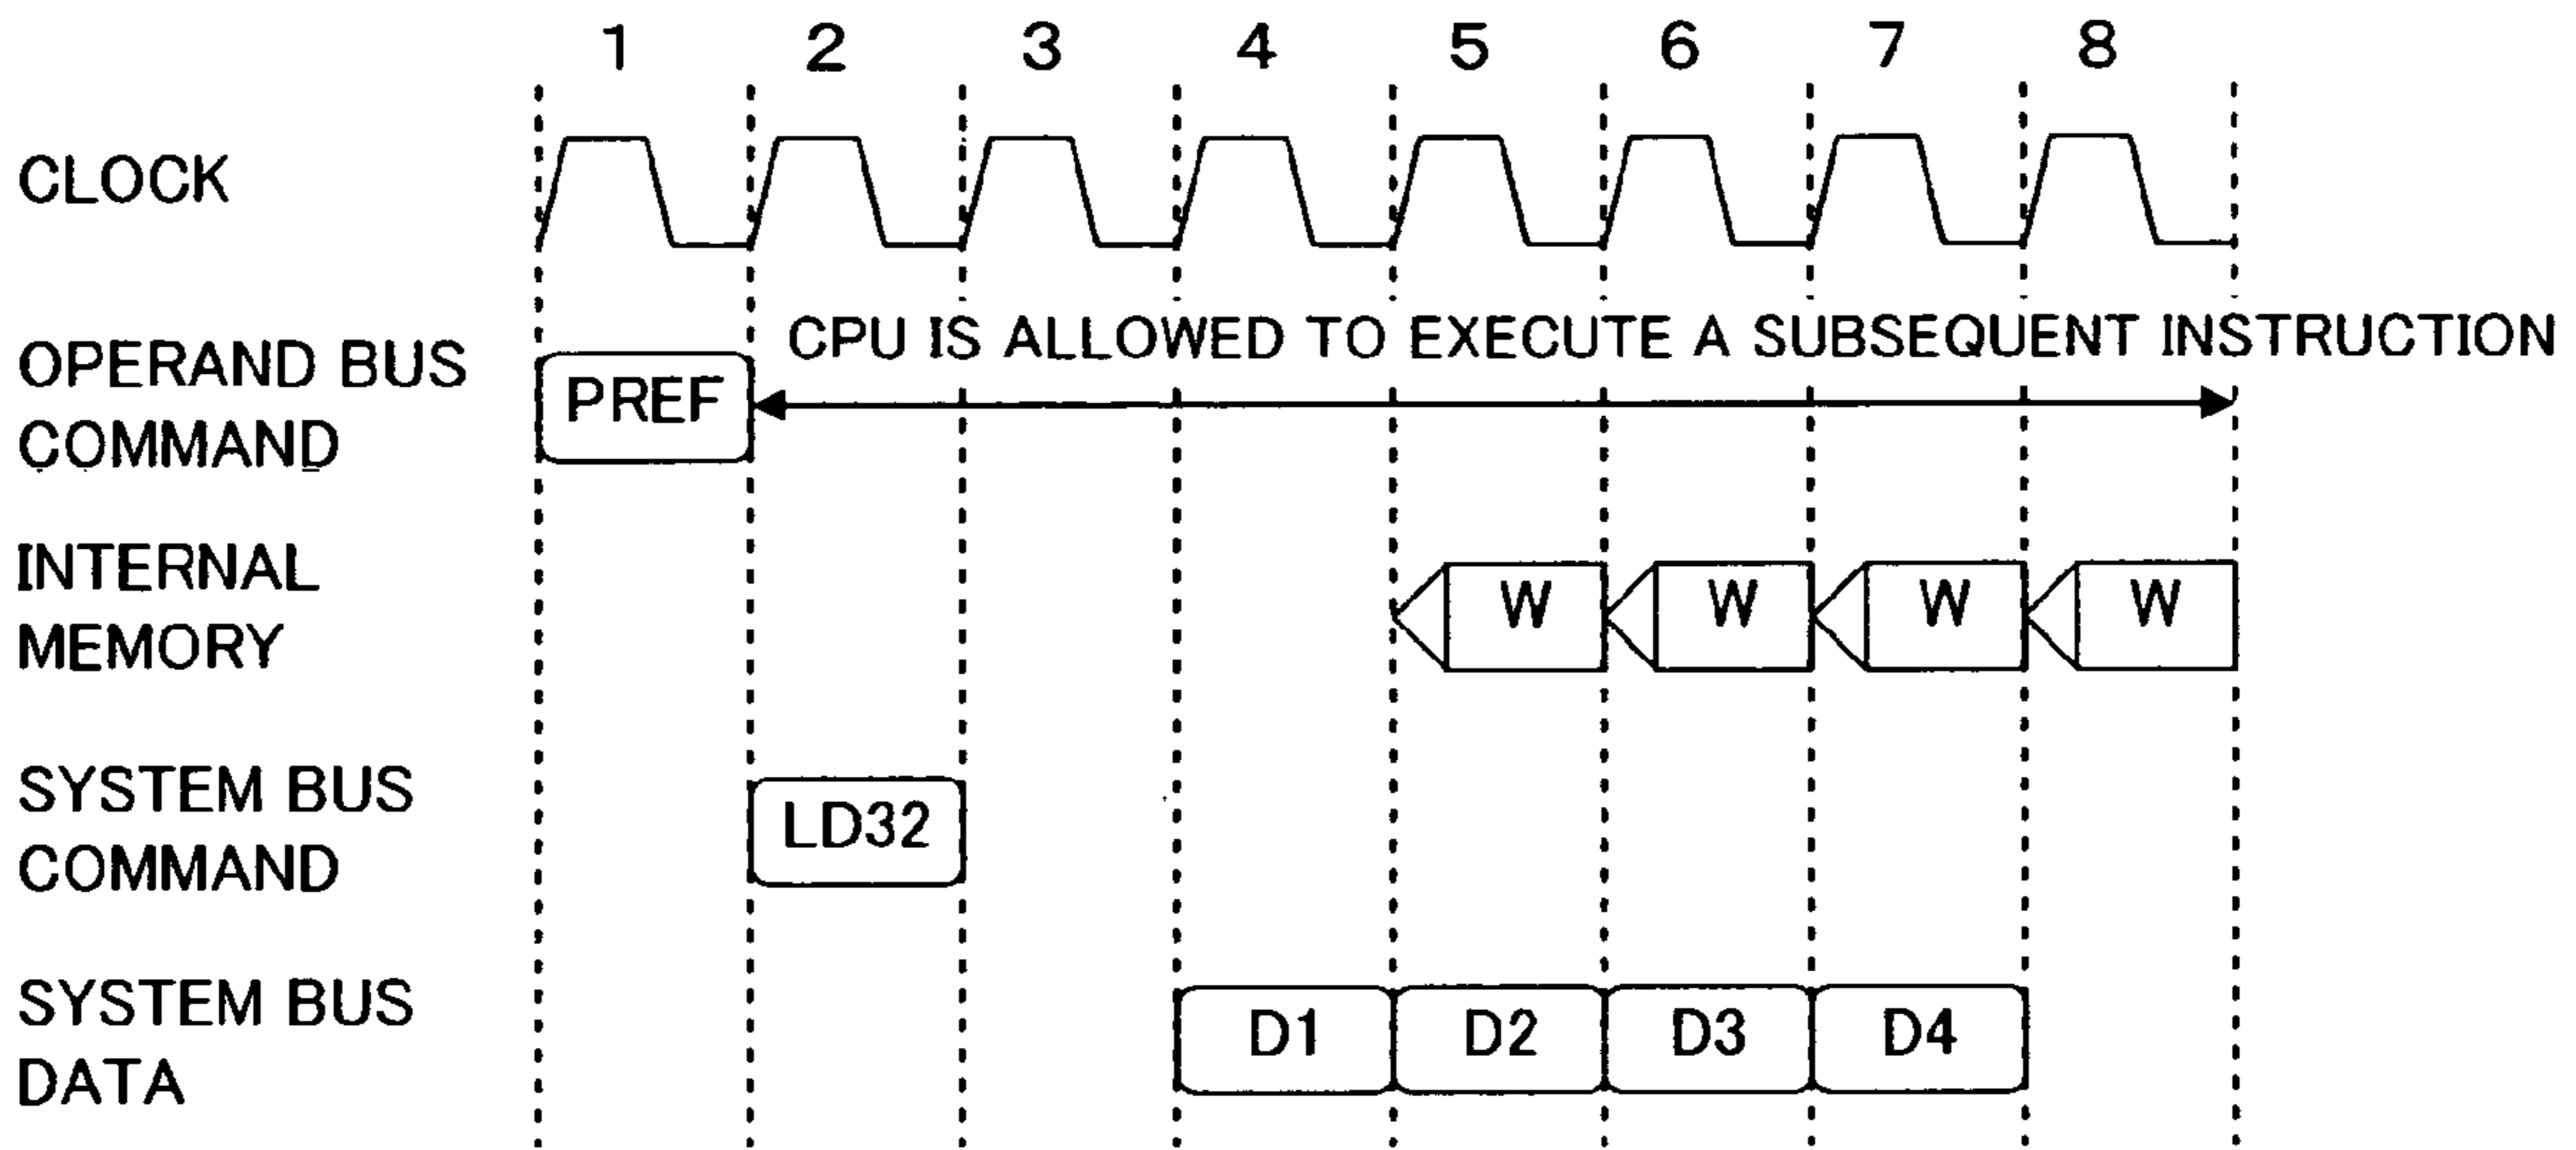 1 2 3 4 5 6 7 8
CLOCK
CPU IS ALLOWED TO EXECUTE A SUBSEQUENT INSTRUCTION
OPERAND BUS
COMMAND
PREF
INTERNAL
MEMORY
W W W W
SYSTEM BUS
COMMAND
LD32
SYSTEM BUS
DATA
D1 D2 D3 D4